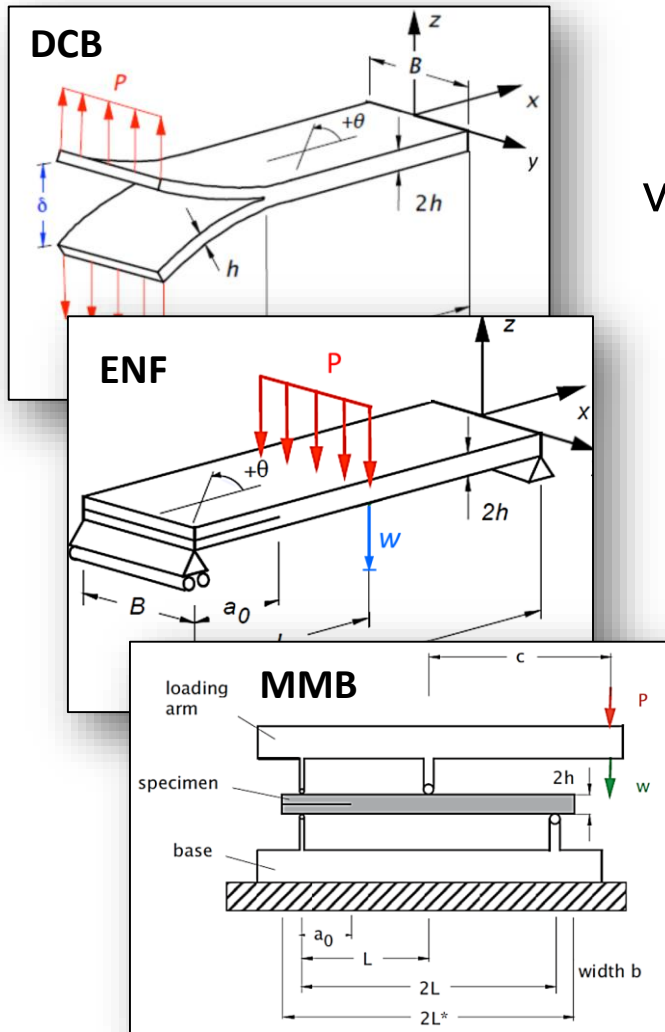 DCB
z
P
B
x
+θ
y
δ
2h
h
V
ENF
z
P
x
+θ
2h
w
B
a0
MMB
c
loading
arm
P
specimen
2h
w
base
a0
L
width b
2L
2L*